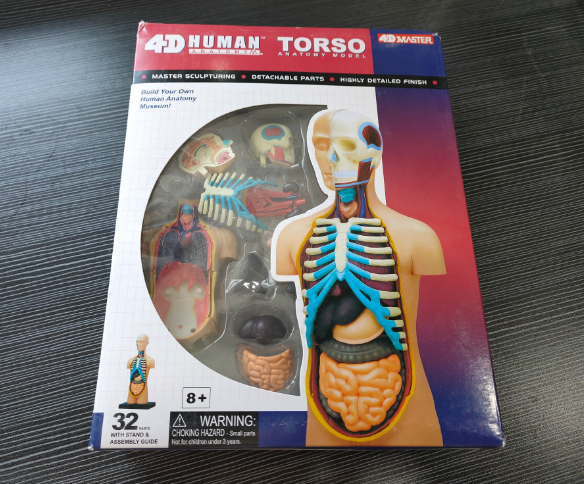 4D HUMAN™ TORSO 4D MASTER
ANATOMY ANATOMY MODEL
• MASTER SCULPTURING • DETACHABLE PARTS • HIGHLY DETAILED FINISH •
Build Your Own
Human Anatomy
Museum!
8+
32 PARTS
WITH STAND &
ASSEMBLY GUIDE
WARNING:
CHOKING HAZARD - Small parts
Not for children under 3 years.